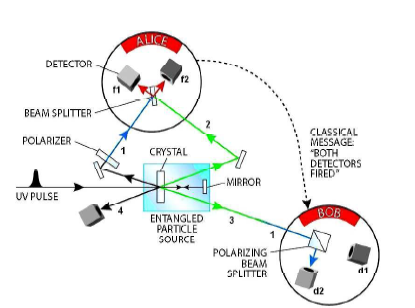 ALICE
DETECTOR
f1
f2
BEAM SPLITTER
POLARIZER
1
2
CRYSTAL
CLASSICAL
MESSAGE:
"BOTH
DETECTORS
FIRED"
UV PULSE
MIRROR
4
ENTANGLED
PARTICLE
SOURCE
3
1
BOB
POLARIZING
BEAM
SPLITTER
d1
d2